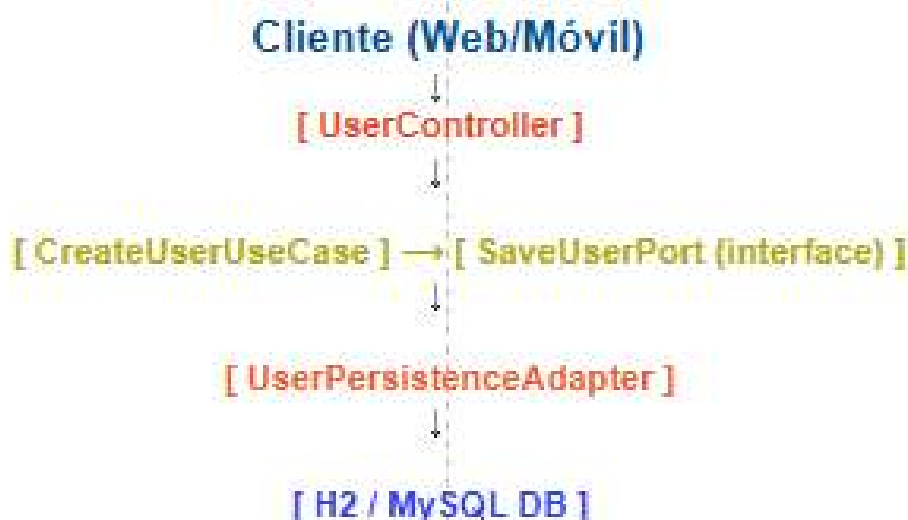 Cliente (Web/Móvil)
↓
[ UserController ]
↓
[ CreateUserUseCase ] → [ SaveUserPort (interface) ]
↓
[ UserPersistenceAdapter ]
↓
[ H2 / MySQL DB ]